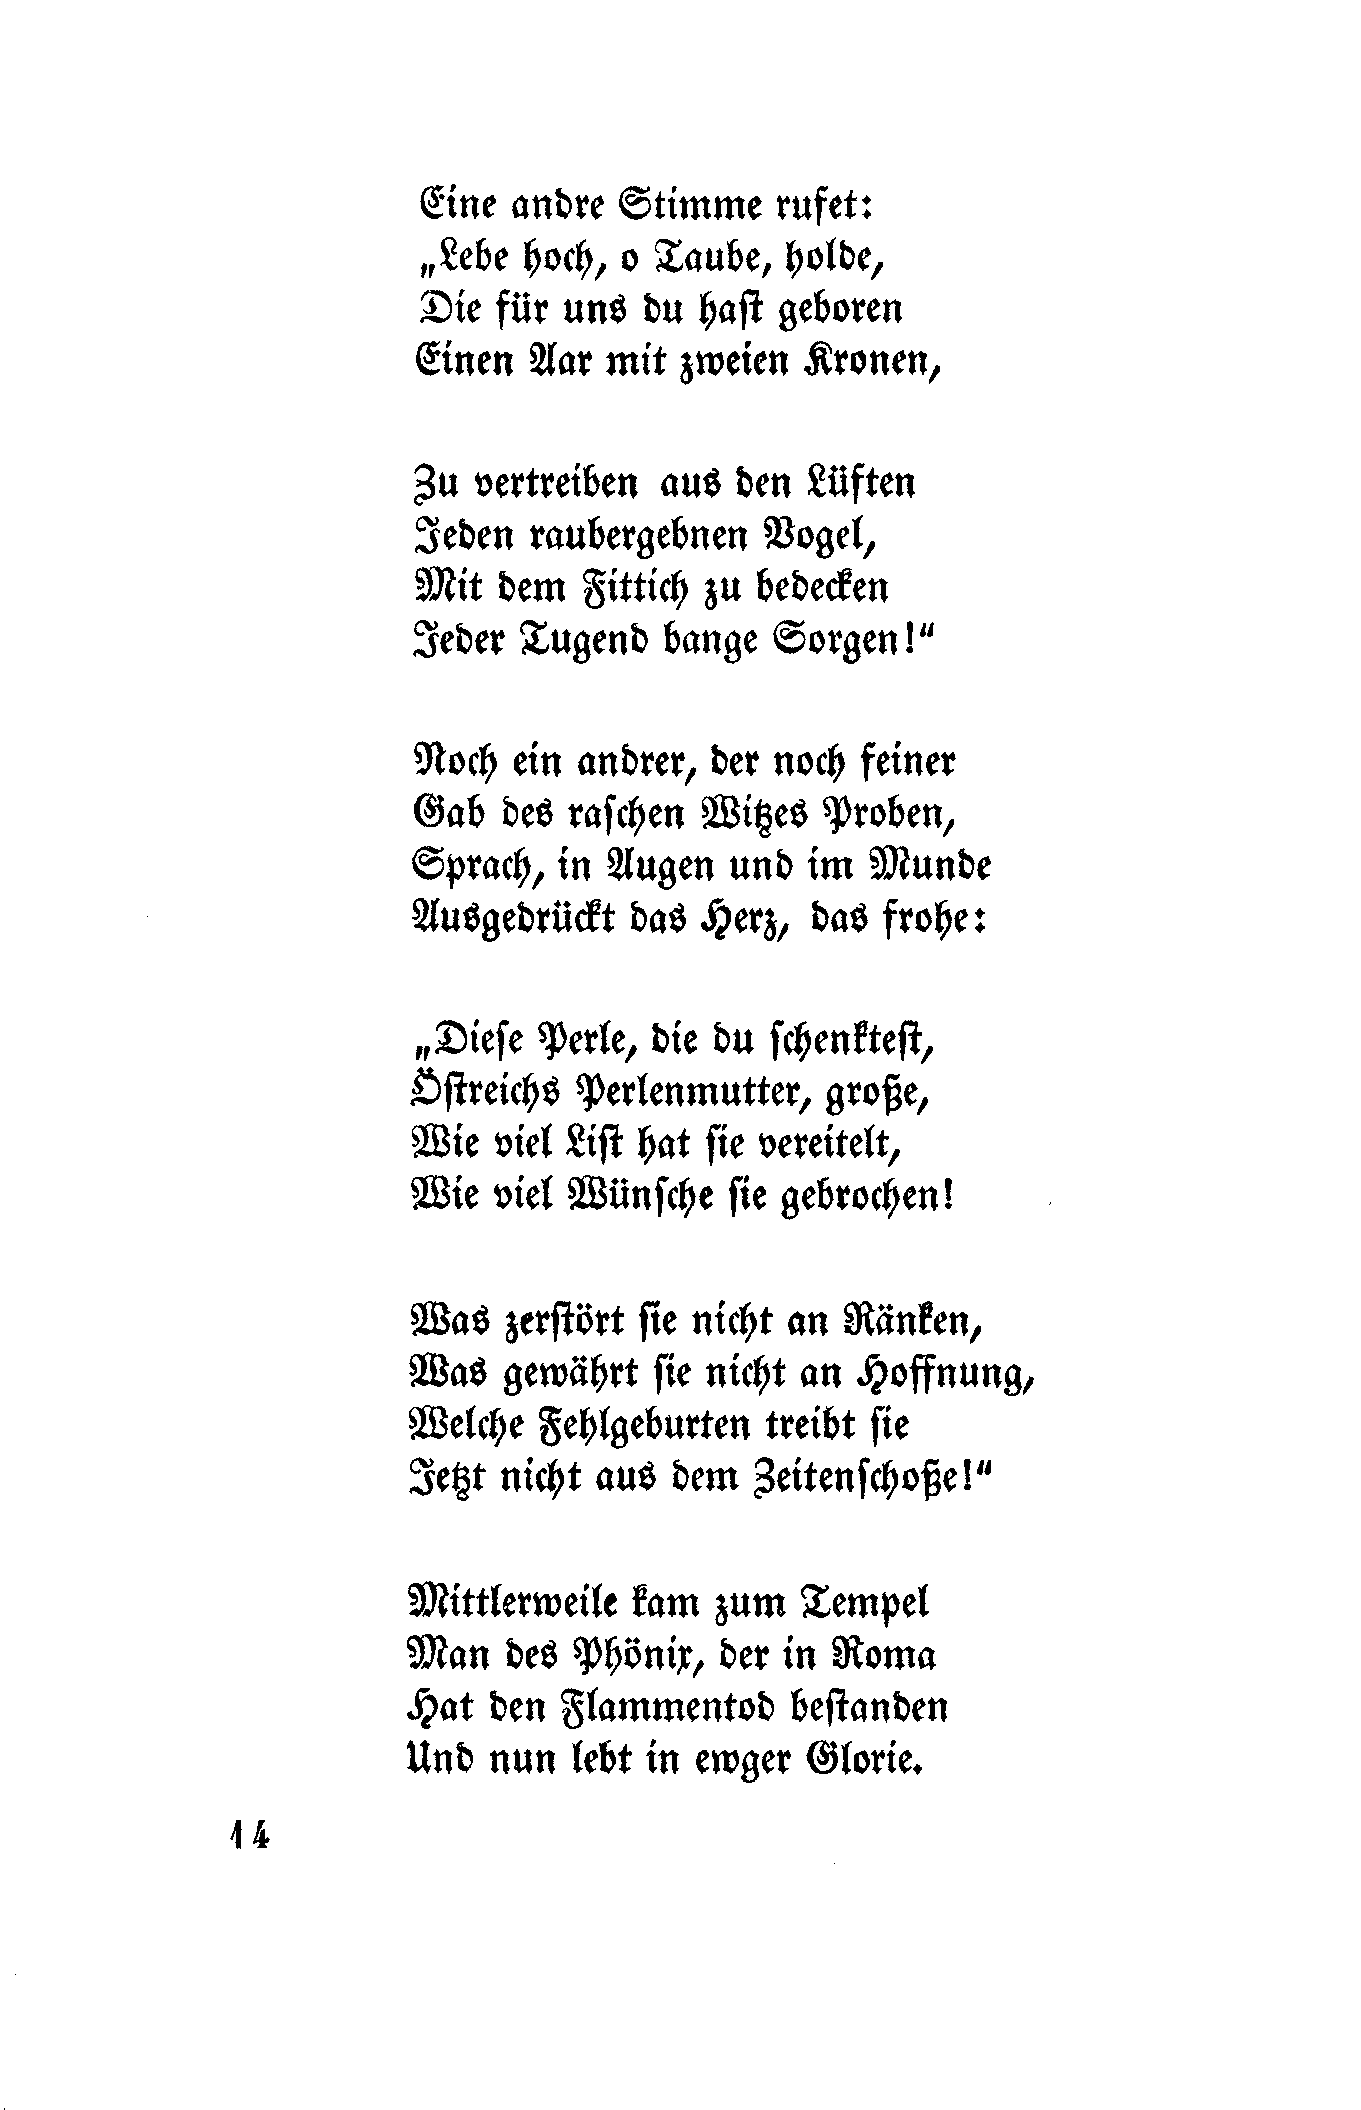 Eine andre Stimme rufet:
„Lebe hoch, o Taube, holde,
Die für uns du hast geboren
Einen Aar mit zweien Kronen,
Zu vertreiben aus den Lüften
Jeden raubergebnen Vogel,
Mit dem Fittich zu bedecken
Jeder Tugend bange Sorgen!“
Noch ein andrer, der noch feiner
Gab des raschen Witzes Proben,
Sprach, in Augen und im Munde
Ausgedrückt das Herz, das frohe:
„Diese Perle, die du schenktest,
Östreichs Perlenmutter, große,
Wie viel List hat sie vereitelt,
Wie viel Wünsche sie gebrochen!
Was zerstört sie nicht an Ränken,
Was gewährt sie nicht an Hoffnung,
Welche Fehlgeburten treibt sie
Jetzt nicht aus dem Zeitenschoße!“
Mittlerweile kam zum Tempel
Man des Phönix, der in Roma
Hat den Flammentod bestanden
Und nun lebt in ewger Glorie.
14